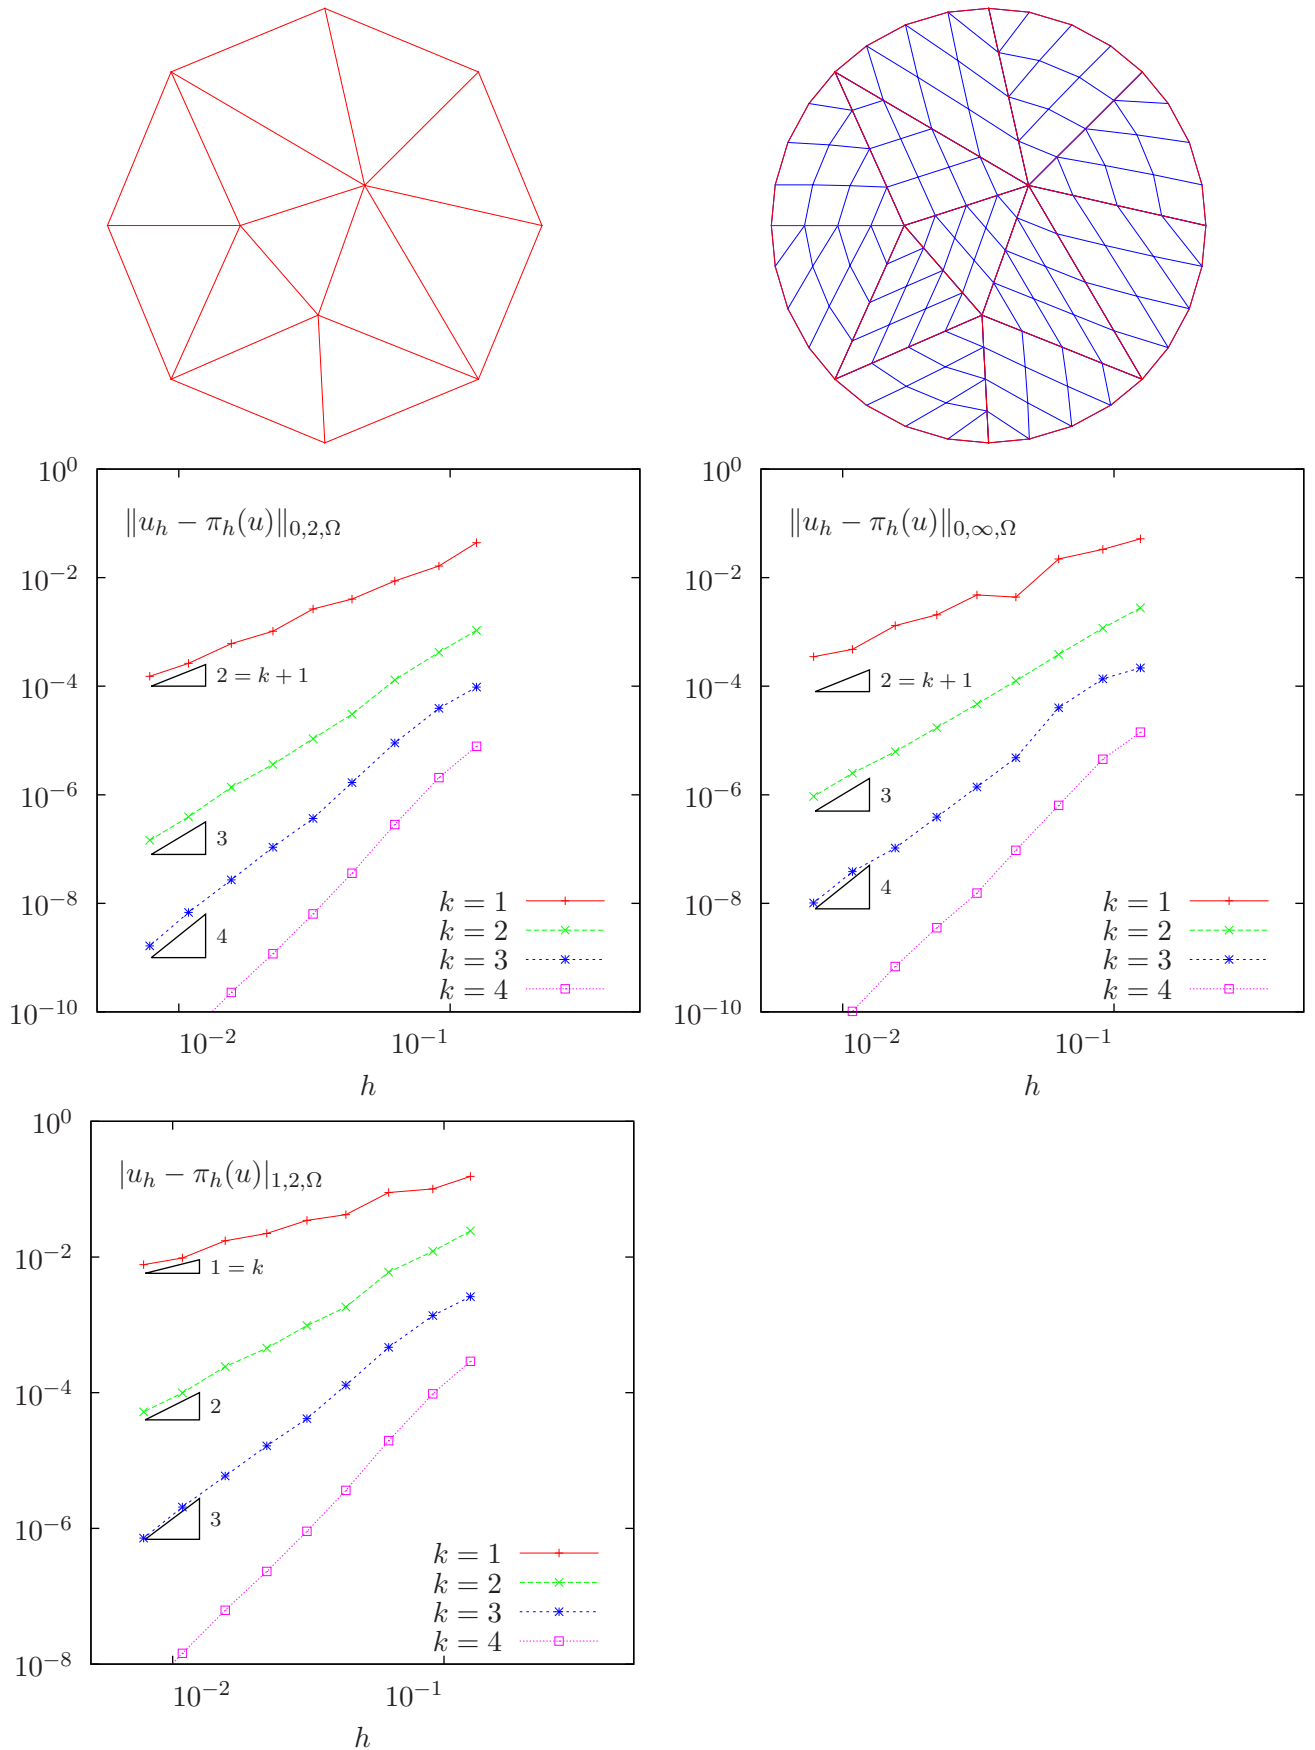 10^0
10^{-2}
10^{-4}
10^{-6}
10^{-8}
10^{-10}
‖u_h − π_h(u)‖_{0,2,Ω}
2 = k + 1
3
4
k = 1
k = 2
k = 3
k = 4
10^{-2} 10^{-1}
h
10^0
10^{-2}
10^{-4}
10^{-6}
10^{-8}
10^{-10}
‖u_h − π_h(u)‖_{0,∞,Ω}
2 = k + 1
3
4
k = 1
k = 2
k = 3
k = 4
10^{-2} 10^{-1}
h
10^0
10^{-2}
10^{-4}
10^{-6}
10^{-8}
|u_h − π_h(u)|_{1,2,Ω}
1 = k
2
3
k = 1
k = 2
k = 3
k = 4
10^{-2} 10^{-1}
h